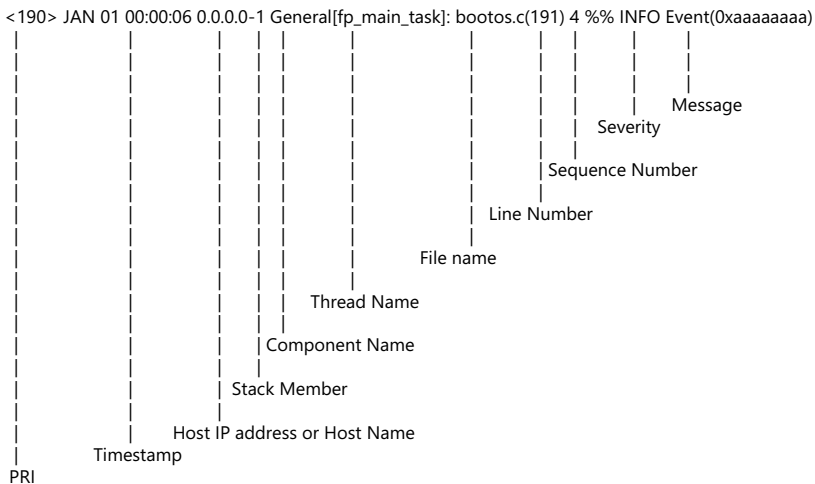 <190> JAN 01 00:00:06 0.0.0.0-1 General[fp_main_task]: bootos.c(191) 4 %% INFO Event(0xaaaaaaaa)
Message
Severity
Sequence Number
Line Number
File name
Thread Name
Component Name
Stack Member
Host IP address or Host Name
Timestamp
PRI